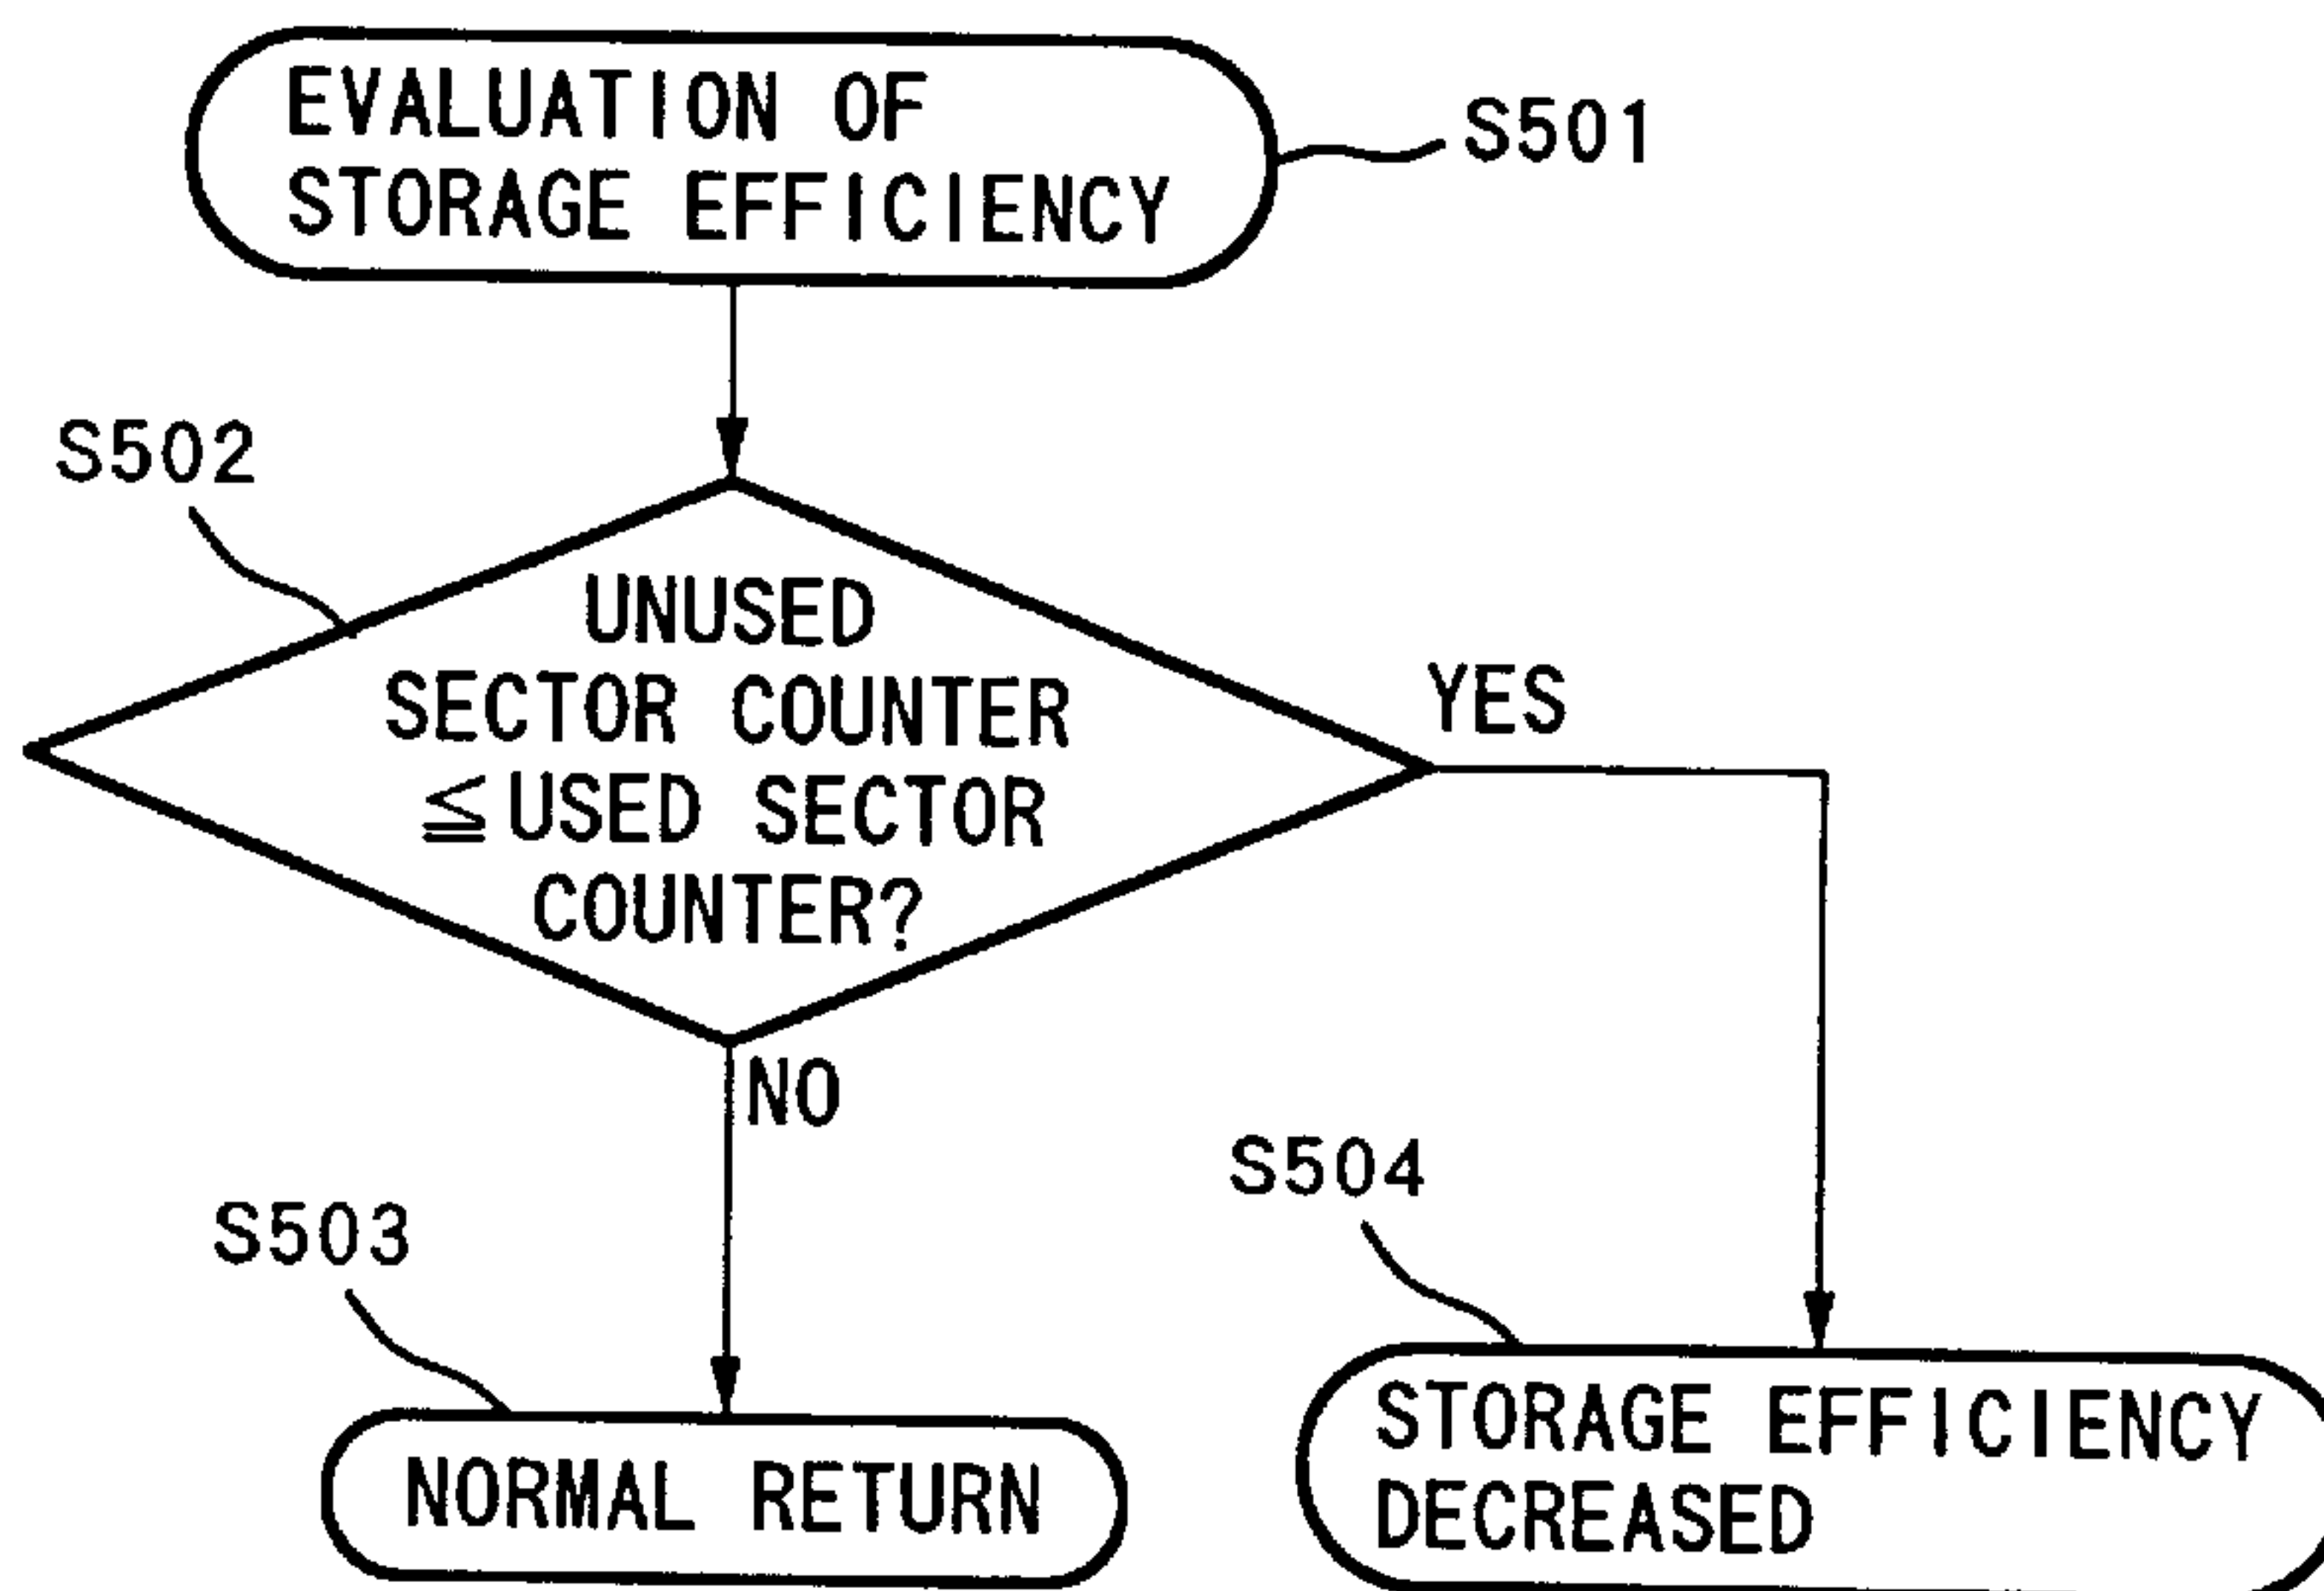 EVALUATION OF
STORAGE EFFICIENCY
S501
S502
UNUSED
SECTOR COUNTER
≦USED SECTOR
COUNTER?
YES
NO
S503
NORMAL RETURN
S504
STORAGE EFFICIENCY
DECREASED